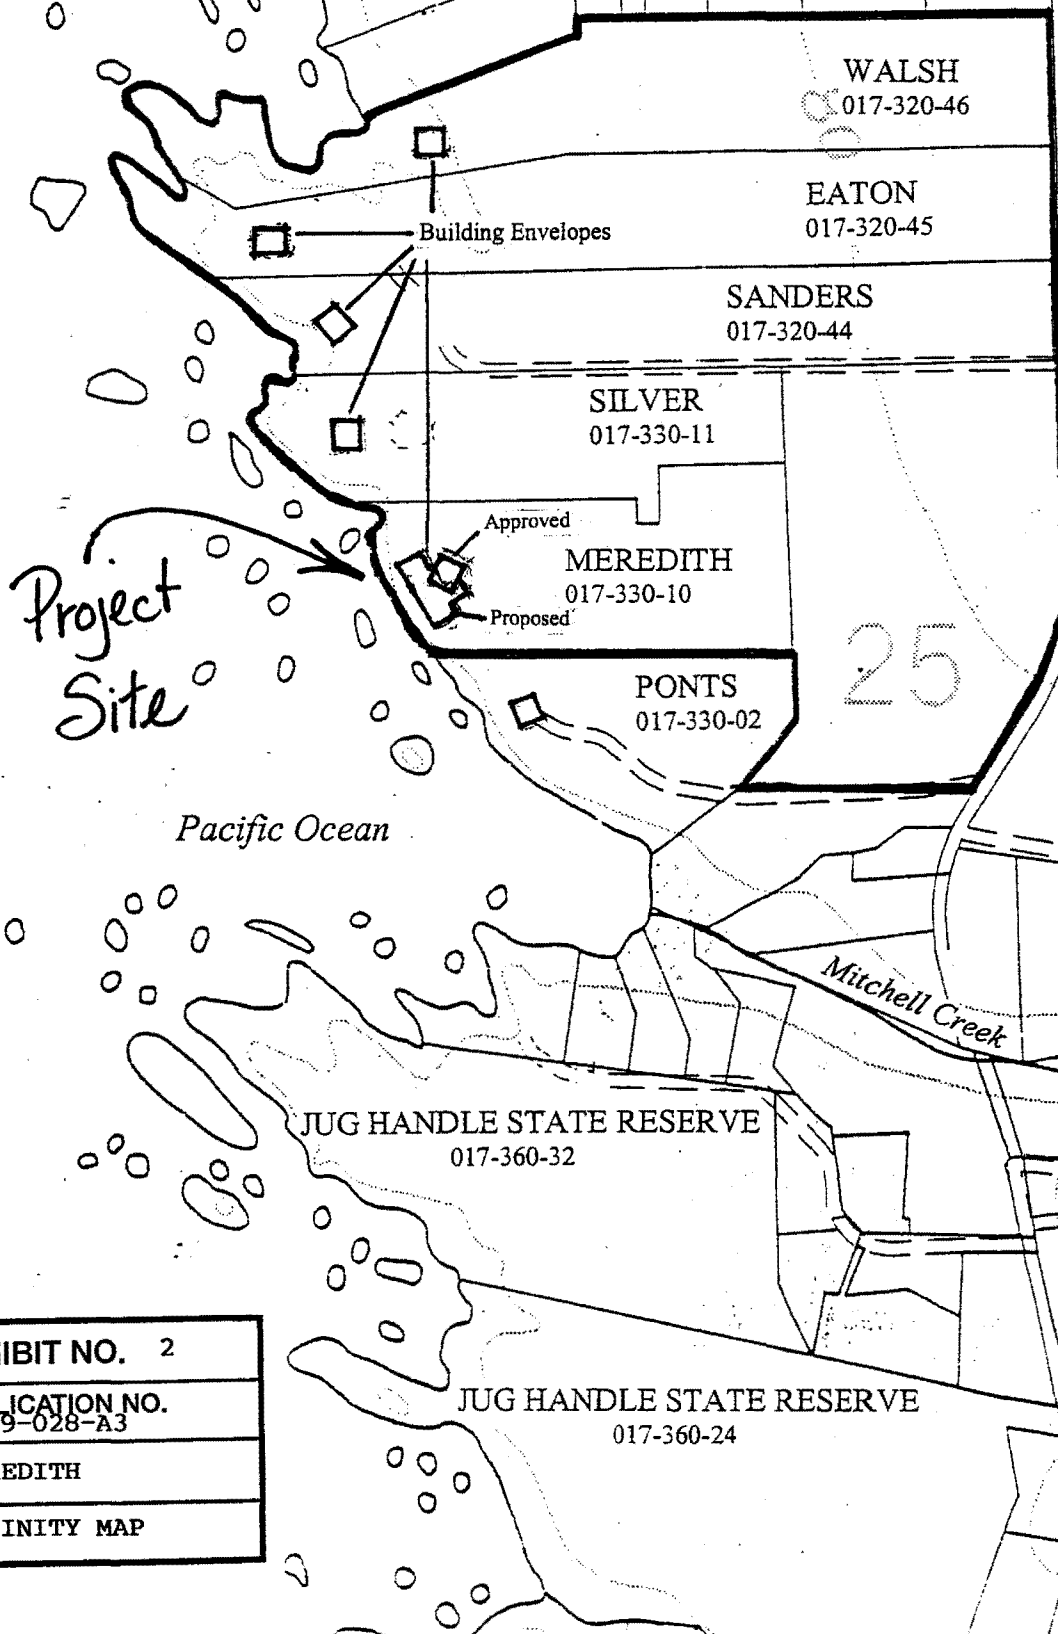 WALSH
017-320-46
EATON
017-320-45
Building Envelopes
SANDERS
017-320-44
SILVER
017-330-11
Approved
MEREDITH
017-330-10
Proposed
Project
Site
25
PONTS
017-330-02
Pacific Ocean
Mitchell Creek
JUG HANDLE STATE RESERVE
017-360-32
IBIT NO. 2
LICATION NO.
9-028-A3
EDITH
INITY MAP
JUG HANDLE STATE RESERVE
017-360-24